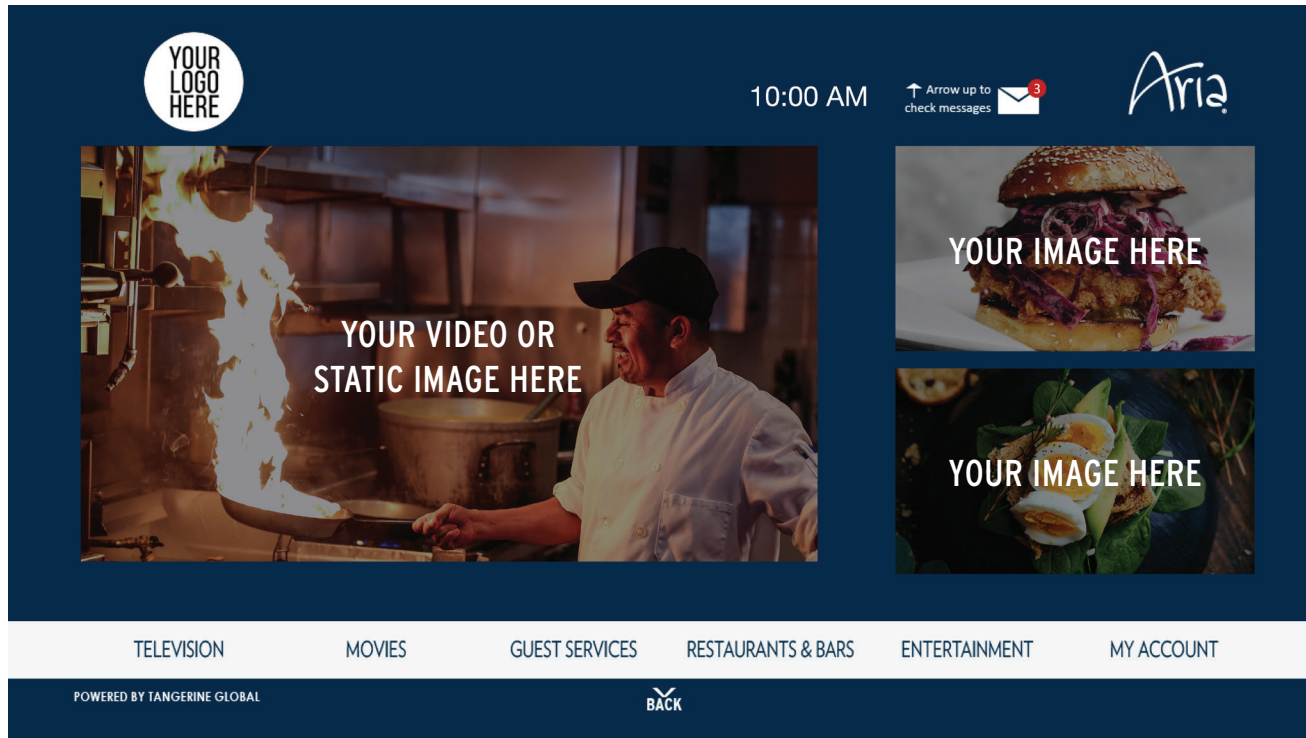 YOUR
LOGO
HERE
10:00 AM
↑ Arrow up to
check messages
3
Aria
YOUR VIDEO OR
STATIC IMAGE HERE
YOUR IMAGE HERE
YOUR IMAGE HERE
TELEVISION
MOVIES
GUEST SERVICES
RESTAURANTS & BARS
ENTERTAINMENT
MY ACCOUNT
POWERED BY TANGERINE GLOBAL
BACK